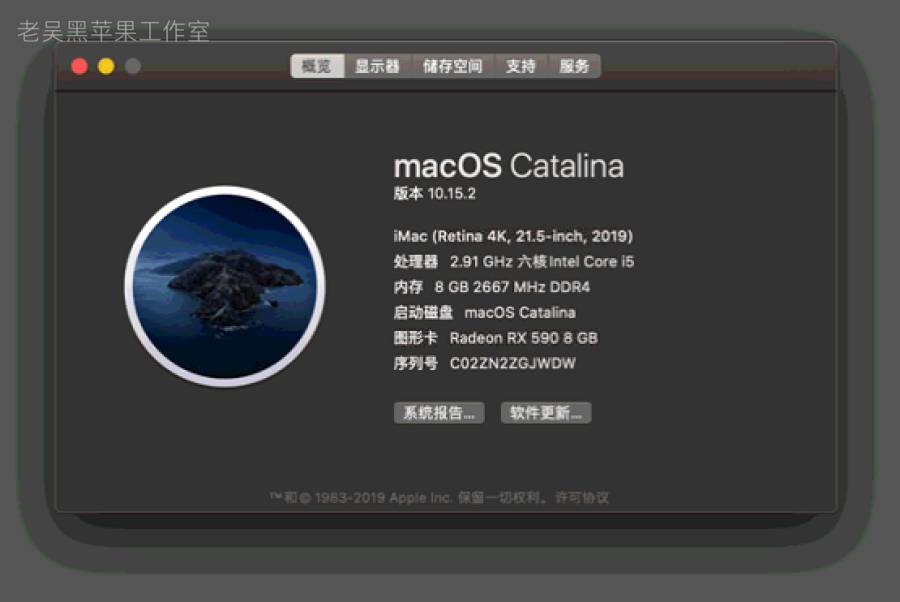 老吴黑苹果工作室
概览 显示器 储存空间 支持 服务
macOS Catalina
版本 10.15.2
iMac (Retina 4K, 21.5-inch, 2019)
处理器 2.91 GHz 六核Intel Core i5
内存 8 GB 2667 MHz DDR4
启动磁盘 macOS Catalina
图形卡 Radeon RX 590 8 GB
序列号 C02ZN2ZGJWDW
系统报告... 软件更新...
™和© 1983-2019 Apple Inc. 保留一切权利。许可协议